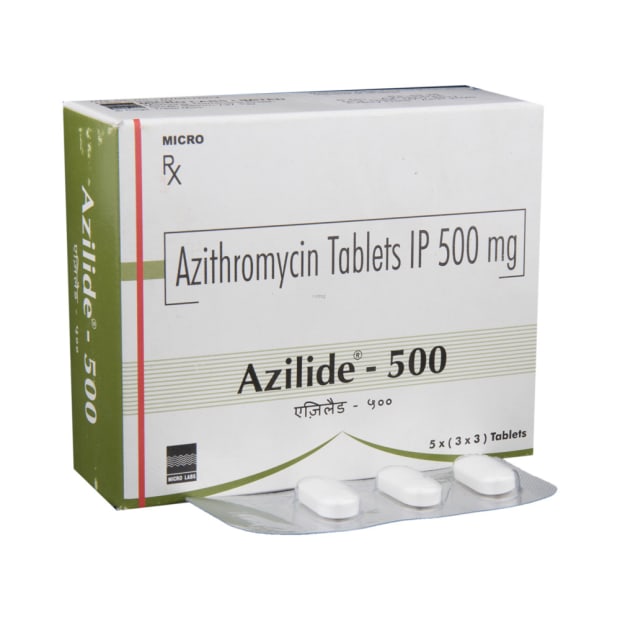 MICRO
Rx
Azithromycin Tablets IP 500 mg
Azilide® - 500
एज़िलैड - ५००
5 x ( 3 x 3 ) Tablets
Azilide® - 500
एज़िलैड - ५००
MICRO LABS